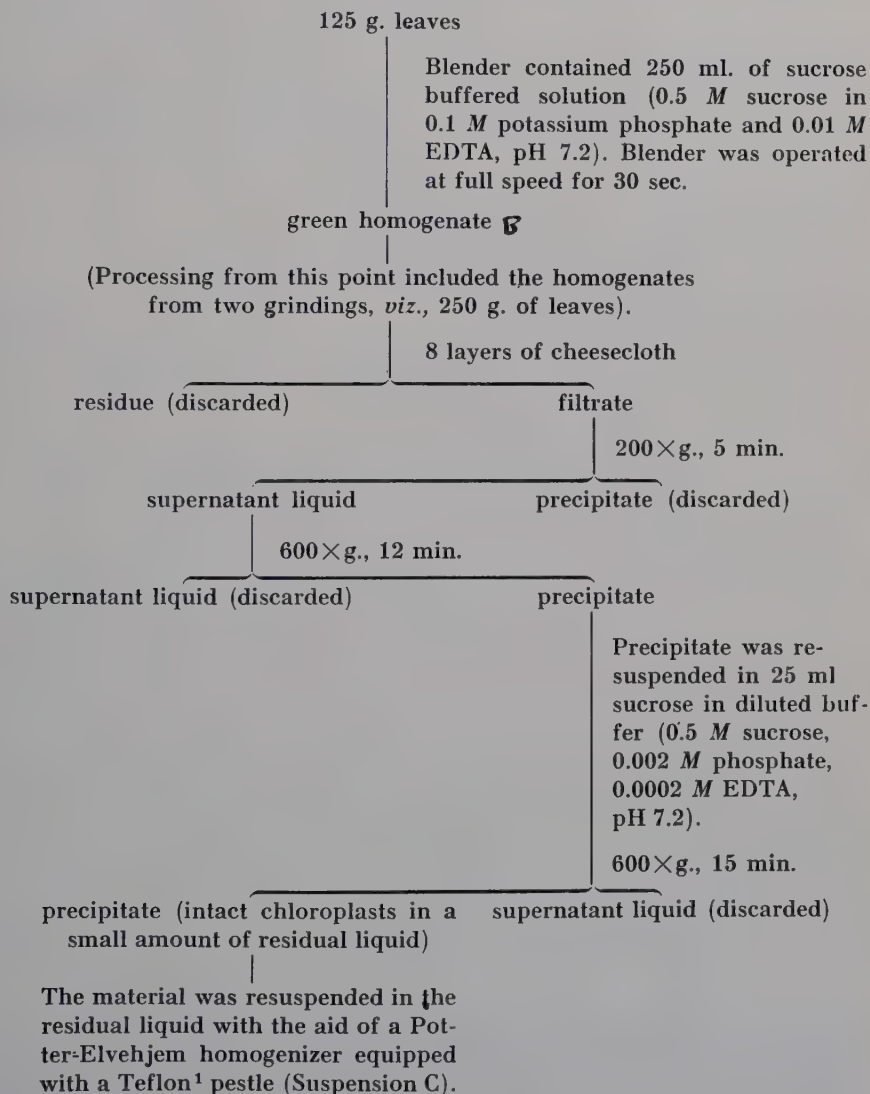 125 g. leaves
Blender contained 250 ml. of sucrose
buffered solution (0.5 M sucrose in
0.1 M potassium phosphate and 0.01 M
EDTA, pH 7.2). Blender was operated
at full speed for 30 sec.
green homogenate B
(Processing from this point included the homogenates
from two grindings, viz., 250 g. of leaves).
8 layers of cheesecloth
residue (discarded) filtrate
200×g., 5 min.
supernatant liquid precipitate (discarded)
600×g., 12 min.
supernatant liquid (discarded) precipitate
Precipitate was re-
suspended in 25 ml
sucrose in diluted buf-
fer (0.5 M sucrose,
0.002 M phosphate,
0.0002 M EDTA,
pH 7.2).
600×g., 15 min.
precipitate (intact chloroplasts in a supernatant liquid (discarded)
small amount of residual liquid)
The material was resuspended in the
residual liquid with the aid of a Pot-
ter-Elvehjem homogenizer equipped
with a Teflon¹ pestle (Suspension C).